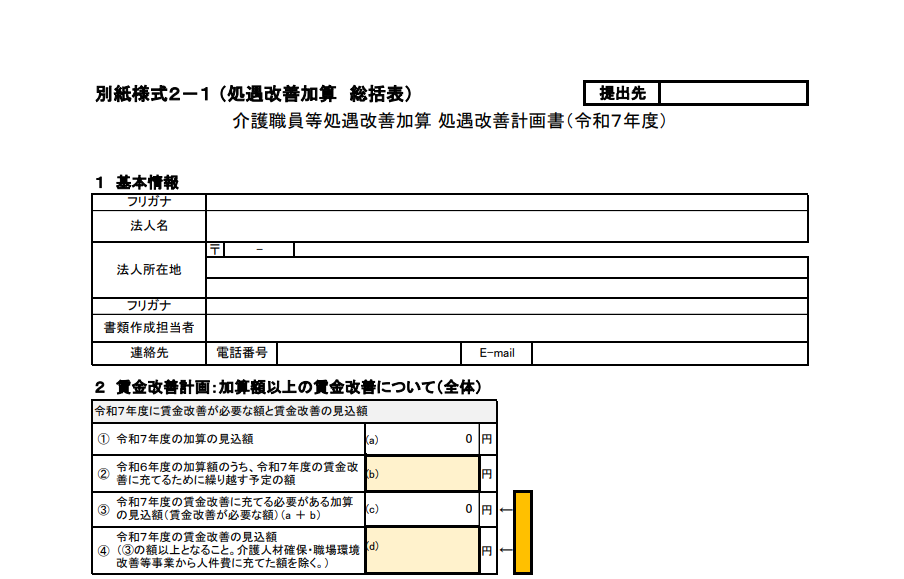 別紙様式２－１（処遇改善加算　総括表）
提出先
介護職員等処遇改善加算 処遇改善計画書（令和７年度）
１　基本情報
フリガナ
法人名
法人所在地
〒
－
フリガナ
書類作成担当者
連絡先
電話番号
E-mail
２　賃金改善計画：加算額以上の賃金改善について（全体）
令和７年度に賃金改善が必要な額と賃金改善の見込額
① 令和７年度の加算の見込額
(a)
0
円
② 令和６年度の加算額のうち、令和７年度の賃金改
善に充てるために繰り越す予定の額
(b)
円
③ 令和７年度の賃金改善に充てる必要がある加算
の見込額（賃金改善が必要な額）（a ＋ b）
(c)
0
円
←
④ 令和７年度の賃金改善の見込額
（③の額以上となること。介護人材確保・職場環境
改善等事業から人件費に充てた額を除く。）
(d)
円
←